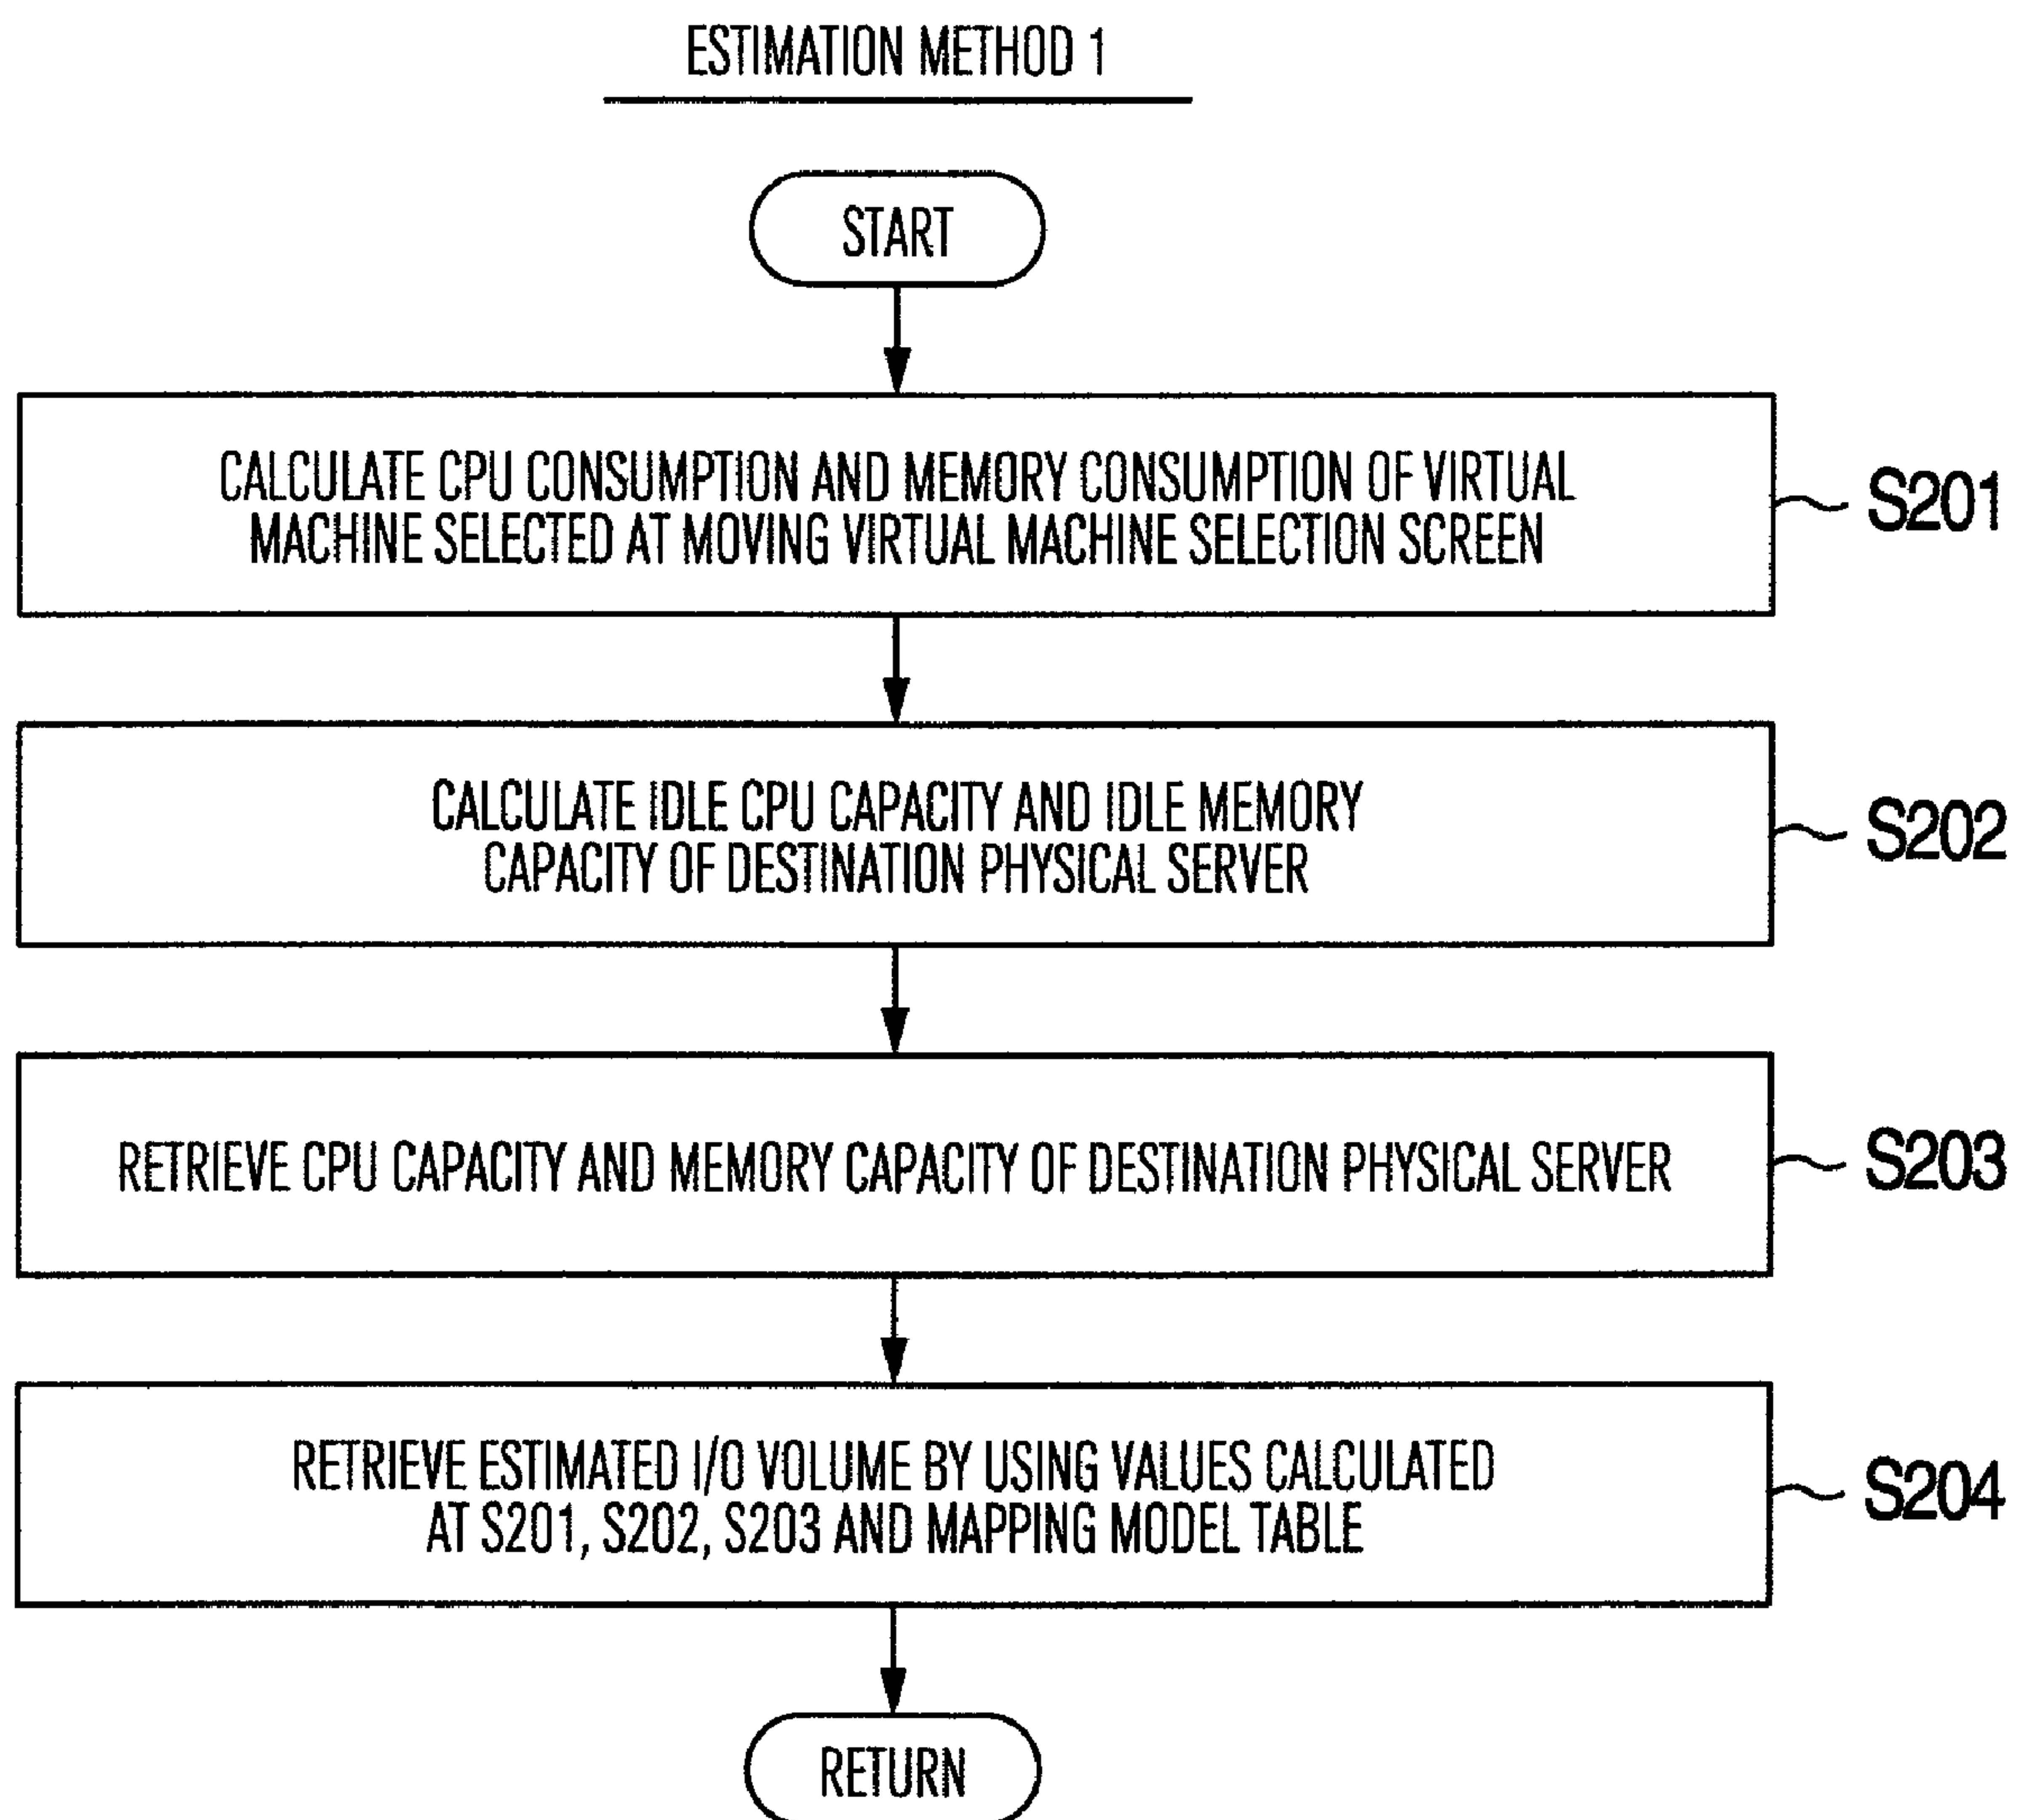 ESTIMATION METHOD 1
START
CALCULATE CPU CONSUMPTION AND MEMORY CONSUMPTION OF VIRTUAL
MACHINE SELECTED AT MOVING VIRTUAL MACHINE SELECTION SCREEN
S201
CALCULATE IDLE CPU CAPACITY AND IDLE MEMORY
CAPACITY OF DESTINATION PHYSICAL SERVER
S202
RETRIEVE CPU CAPACITY AND MEMORY CAPACITY OF DESTINATION PHYSICAL SERVER
S203
RETRIEVE ESTIMATED I/O VOLUME BY USING VALUES CALCULATED
AT S201, S202, S203 AND MAPPING MODEL TABLE
S204
RETURN